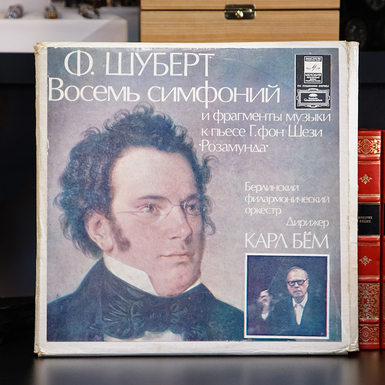 Ф. ШУБЕРТ
Восемь симфоний
и фрагменты музыки
к пьесе Г. фон Шези
·Розамунда·
Берлинский
филармонический
оркестр
Дирижер
КАРЛ БЁМ